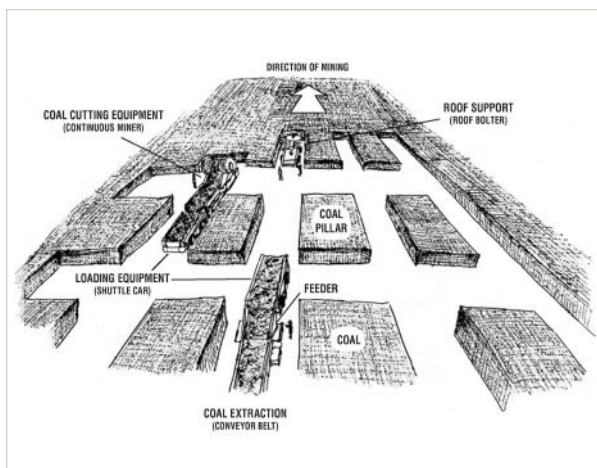 DIRECTION OF MINING
COAL CUTTING EQUIPMENT
(CONTINUOUS MINER)
ROOF SUPPORT
(ROOF BOLTER)
COAL
PILLAR
LOADING EQUIPMENT
(SHUTTLE CAR)
FEEDER
COAL
COAL EXTRACTION
(CONVEYOR BELT)